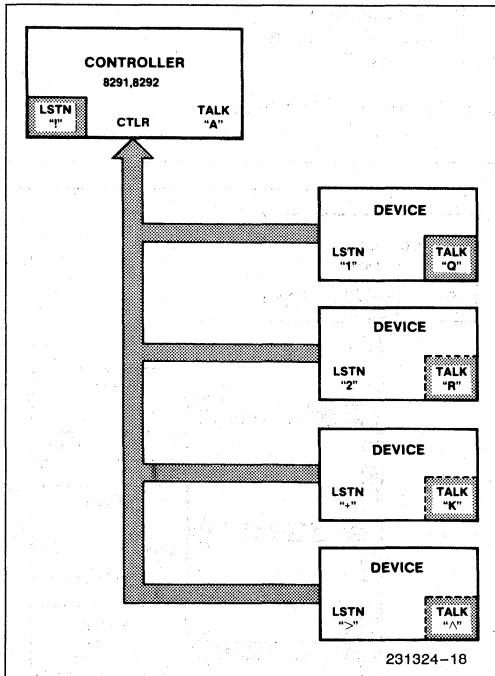 CONTROLLER
8291,8292
LSTN
"!"
CTLR
TALK
"A"
DEVICE
LSTN
"1"
TALK
"Q"
DEVICE
LSTN
"2"
TALK
"R"
DEVICE
LSTN
"+"
TALK
"K"
DEVICE
LSTN
">"
TALK
"^"
231324-18